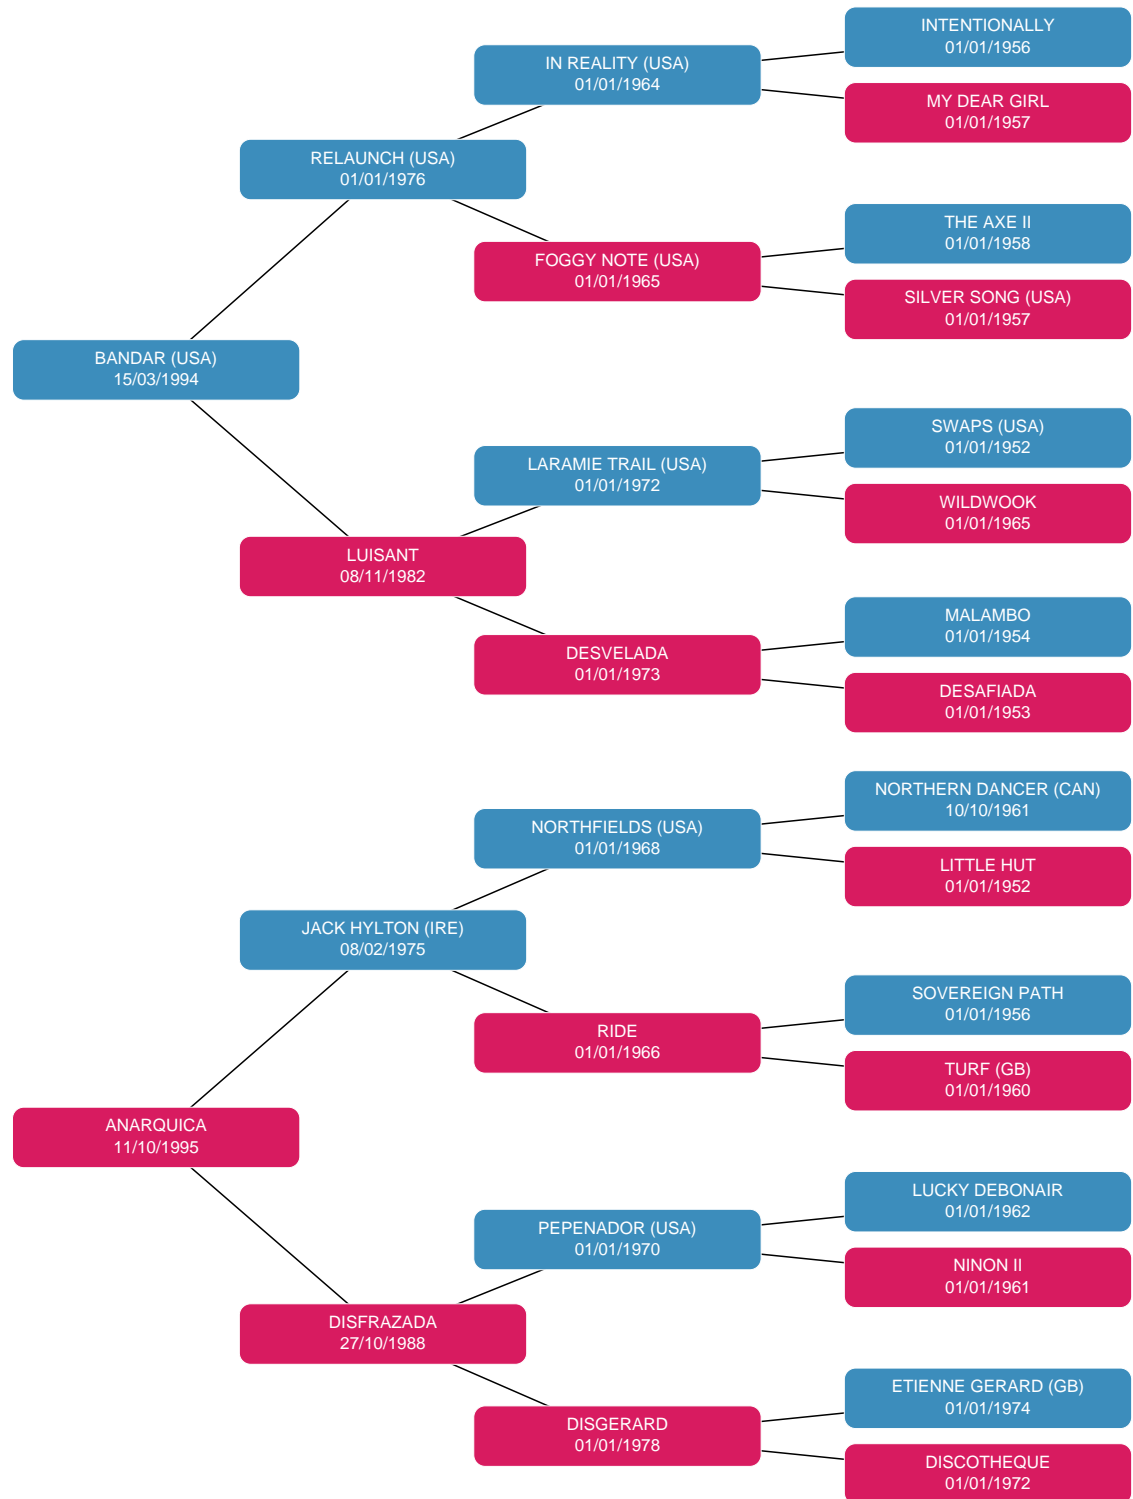 INTENTIONALLY
01/01/1956
IN REALITY (USA)
01/01/1964
MY DEAR GIRL
01/01/1957
RELAUNCH (USA)
01/01/1976
THE AXE II
01/01/1958
FOGGY NOTE (USA)
01/01/1965
SILVER SONG (USA)
01/01/1957
BANDAR (USA)
15/03/1994
SWAPS (USA)
01/01/1952
LARAMIE TRAIL (USA)
01/01/1972
WILDWOOK
01/01/1965
LUISANT
08/11/1982
MALAMBO
01/01/1954
DESVELADA
01/01/1973
DESAFIADA
01/01/1953
NORTHERN DANCER (CAN)
10/10/1961
NORTHFIELDS (USA)
01/01/1968
LITTLE HUT
01/01/1952
JACK HYLTON (IRE)
08/02/1975
SOVEREIGN PATH
01/01/1956
RIDE
01/01/1966
TURF (GB)
01/01/1960
ANARQUICA
11/10/1995
LUCKY DEBONAIR
01/01/1962
PEPENADOR (USA)
01/01/1970
NINON II
01/01/1961
DISFRAZADA
27/10/1988
ETIENNE GERARD (GB)
01/01/1974
DISGERARD
01/01/1978
DISCOTHEQUE
01/01/1972